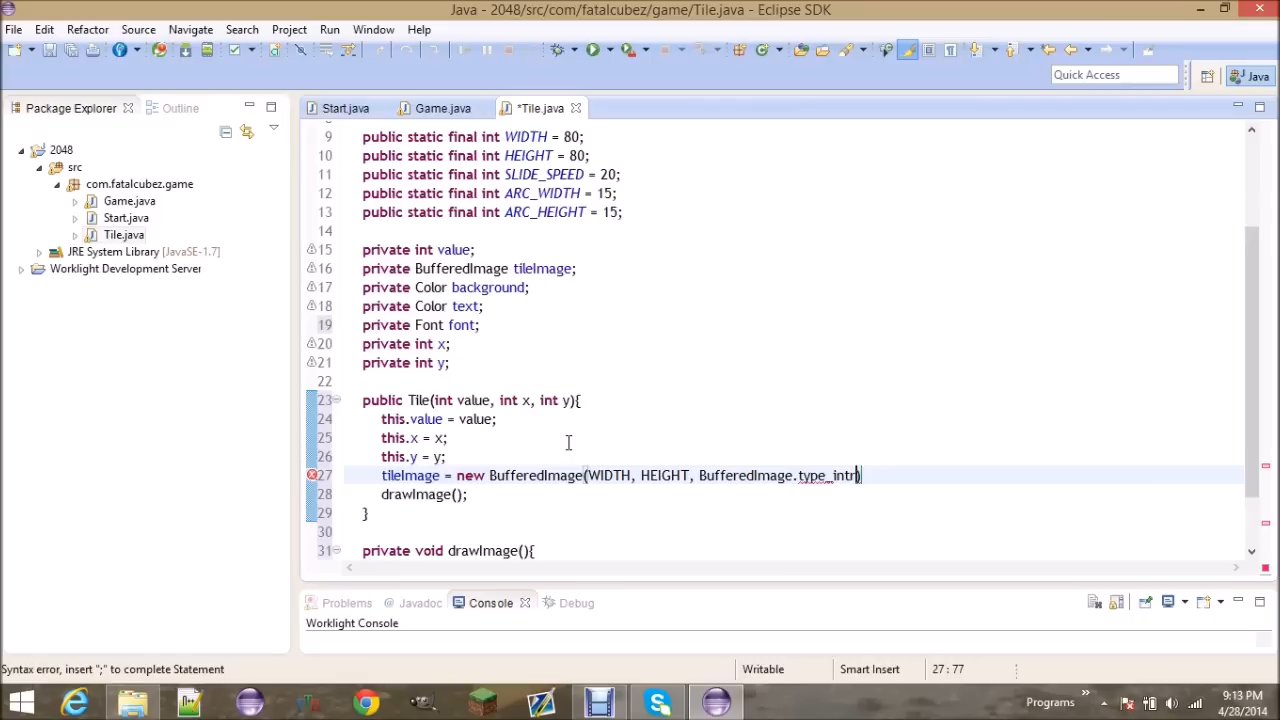 Java - 2048/src/com/fatalcubez/game/Tile.java - Eclipse SDK
File Edit Refactor Source Navigate Search Project Run Window Help
Quick Access
Java
Package Explorer Outline
Start.java Game.java *Tile.java
2048
src
com.fatalcubez.game
Game.java
Start.java
Tile.java
JRE System Library [JavaSE-1.7]
Worklight Development Server
9 public static final int WIDTH = 80;
10 public static final int HEIGHT = 80;
11 public static final int SLIDE_SPEED = 20;
12 public static final int ARC_WIDTH = 15;
13 public static final int ARC_HEIGHT = 15;
14
15 private int value;
16 private BufferedImage tileImage;
17 private Color background;
18 private Color text;
19 private Font font;
20 private int x;
21 private int y;
22
23 public Tile(int value, int x, int y){
24 this.value = value;
25 this.x = x;
26 this.y = y;
27 tileImage = new BufferedImage(WIDTH, HEIGHT, BufferedImage.type_intr)
28 drawImage();
29 }
30
31 private void drawImage(){
Problems Javadoc Console Debug
Worklight Console
Syntax error, insert ";" to complete Statement
Writable
Smart Insert
27 : 77
Programs
9:13 PM
4/28/2014